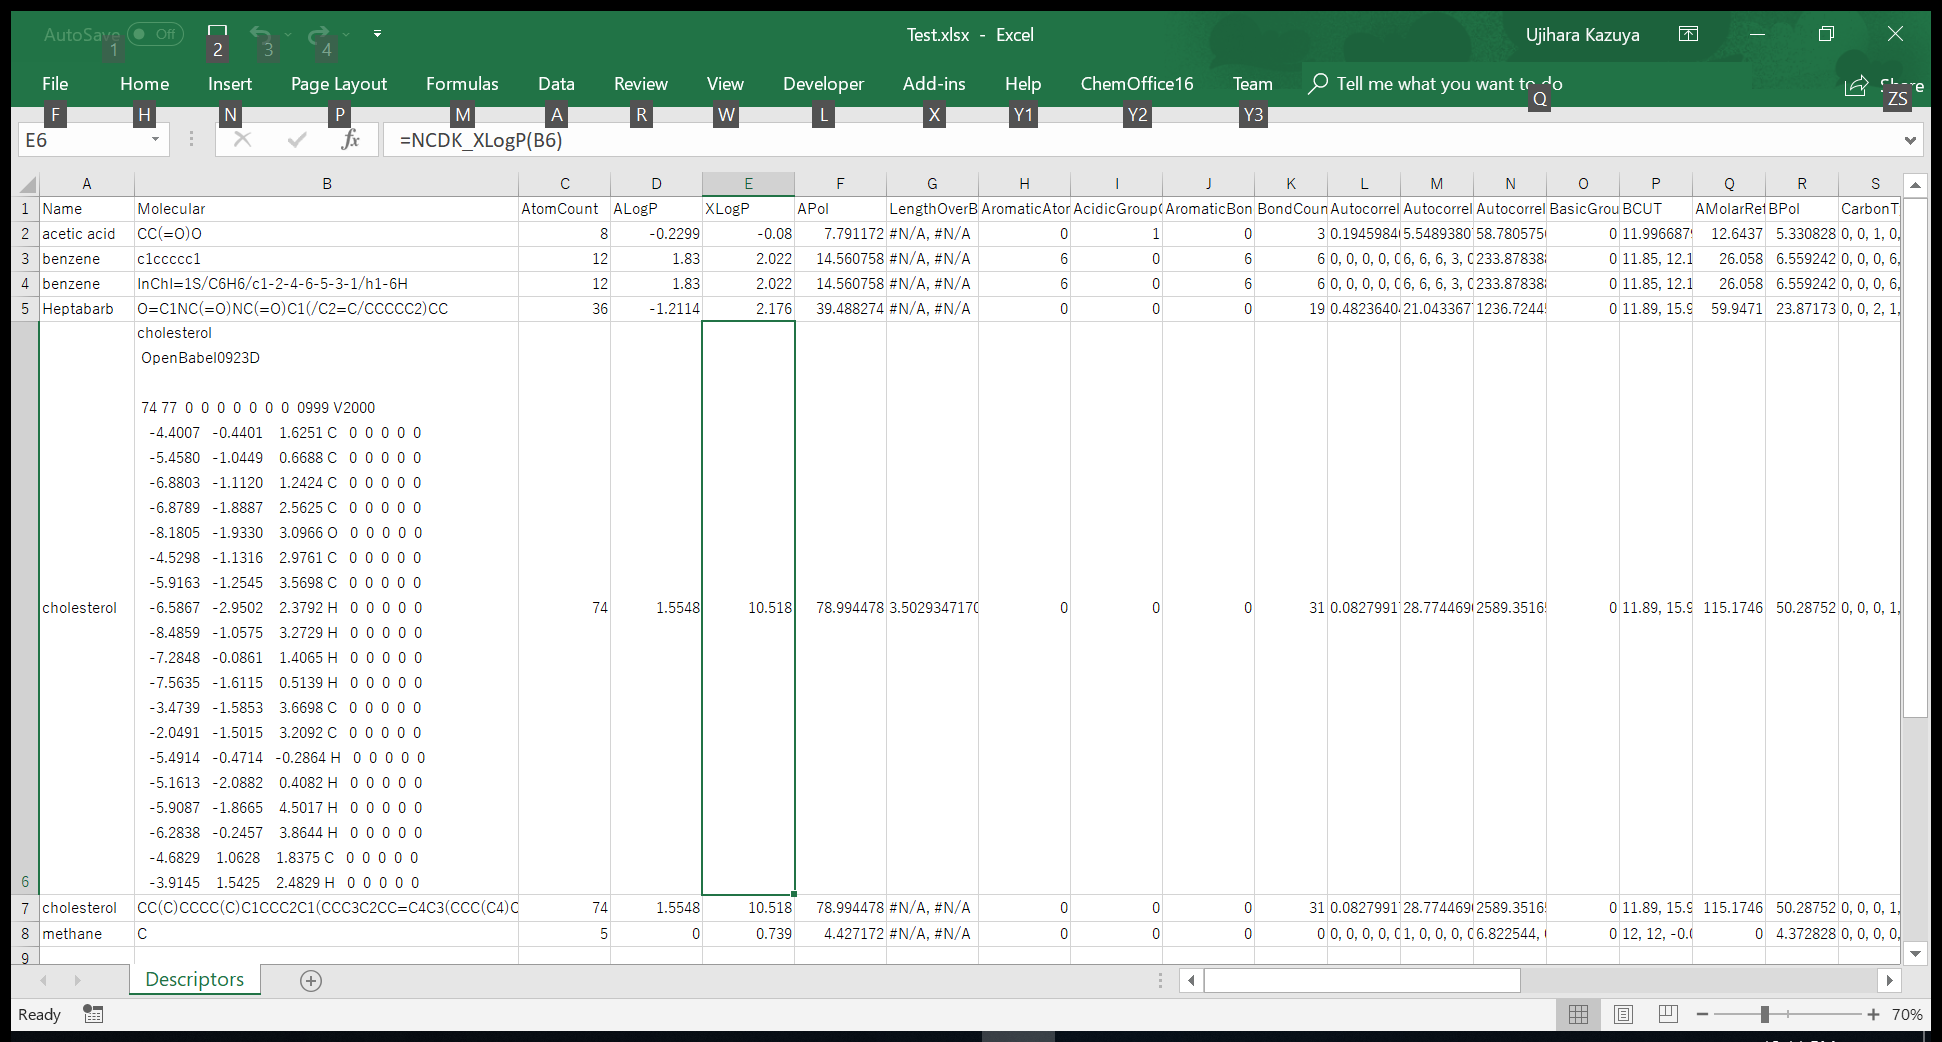 AutoSave Off Test.xlsx - Excel Ujihara Kazuya
1 2 3 4
File Home Insert Page Layout Formulas Data Review View Developer Add-ins Help ChemOffice16 Team Tell me what you want to do Share
F H N P M A R W L X Y1 Y2 Y3 Q ZS
E6 fx =NCDK_XLogP(B6)
A B C D E F G H I J K L M N O P Q R S
1 Name Molecular AtomCount ALogP XLogP APol LengthOverB AromaticAtor AcidicGroup AromaticBon BondCoun Autocorrel Autocorrel Autocorrel BasicGrou BCUT AMolarRef BPol CarbonT
2 acetic acid CC(=O)O 8 -0.2299 -0.08 7.791172 #N/A, #N/A 0 1 0 3 0.1945984 5.5489380 58.780575 0 11.996687 12.6437 5.330828 0, 0, 1, 0,
3 benzene c1ccccc1 12 1.83 2.022 14.560758 #N/A, #N/A 6 0 6 6 0, 0, 0, 0, 0 6, 6, 6, 3, 0 233.87838 0 11.85, 12.1 26.058 6.559242 0, 0, 0, 6,
4 benzene InChI=1S/C6H6/c1-2-4-6-5-3-1/h1-6H 12 1.83 2.022 14.560758 #N/A, #N/A 6 0 6 6 0, 0, 0, 0, 0 6, 6, 6, 3, 0 233.87838 0 11.85, 12.1 26.058 6.559242 0, 0, 0, 6,
5 Heptabarb O=C1NC(=O)NC(=O)C1(/C2=C/CCCCC2)CC 36 -1.2114 2.176 39.488274 #N/A, #N/A 0 0 0 19 0.482364 21.043367 1236.7244 0 11.89, 15.9 59.9471 23.87173 0, 0, 2, 1,
cholesterol
OpenBabel0923D
74 77 0 0 0 0 0 0 0 0999 V2000
-4.4007 -0.4401 1.6251 C 0 0 0 0 0
-5.4580 -1.0449 0.6688 C 0 0 0 0 0
-6.8803 -1.1120 1.2424 C 0 0 0 0 0
-6.8789 -1.8887 2.5625 C 0 0 0 0 0
-8.1805 -1.9330 3.0966 O 0 0 0 0 0
-4.5298 -1.1316 2.9761 C 0 0 0 0 0
-5.9163 -1.2545 3.5698 C 0 0 0 0 0
cholesterol -6.5867 -2.9502 2.3792 H 0 0 0 0 0 74 1.5548 10.518 78.994478 3.502934717 0 0 0 31 0.0827991 28.774469 2589.3516 0 11.89, 15.9 115.1746 50.28752 0, 0, 0, 1,
-8.4859 -1.0575 3.2729 H 0 0 0 0 0
-7.2848 -0.0861 1.4065 H 0 0 0 0 0
-7.5635 -1.6115 0.5139 H 0 0 0 0 0
-3.4739 -1.5853 3.6698 C 0 0 0 0 0
-2.0491 -1.5015 3.2092 C 0 0 0 0 0
-5.4914 -0.4714 -0.2864 H 0 0 0 0 0
-5.1613 -2.0882 0.4082 H 0 0 0 0 0
-5.9087 -1.8665 4.5017 H 0 0 0 0 0
-6.2838 -0.2457 3.8644 H 0 0 0 0 0
-4.6829 1.0628 1.8375 C 0 0 0 0 0
6 -3.9145 1.5425 2.4829 H 0 0 0 0 0
7 cholesterol CC(C)CCCC(C)C1CCC2C1(CCC3C2CC=C4C3(CCC(C4)C 74 1.5548 10.518 78.994478 #N/A, #N/A 0 0 0 31 0.0827991 28.774469 2589.3516 0 11.89, 15.9 115.1746 50.28752 0, 0, 0, 1,
8 methane C 5 0 0.739 4.427172 #N/A, #N/A 0 0 0 0 0, 0, 0, 0, 0 1, 0, 0, 0, 0 6.822544, 0 12, 12, -0.0 0 4.372828 0, 0, 0, 0,
9
Descriptors
Ready 70%